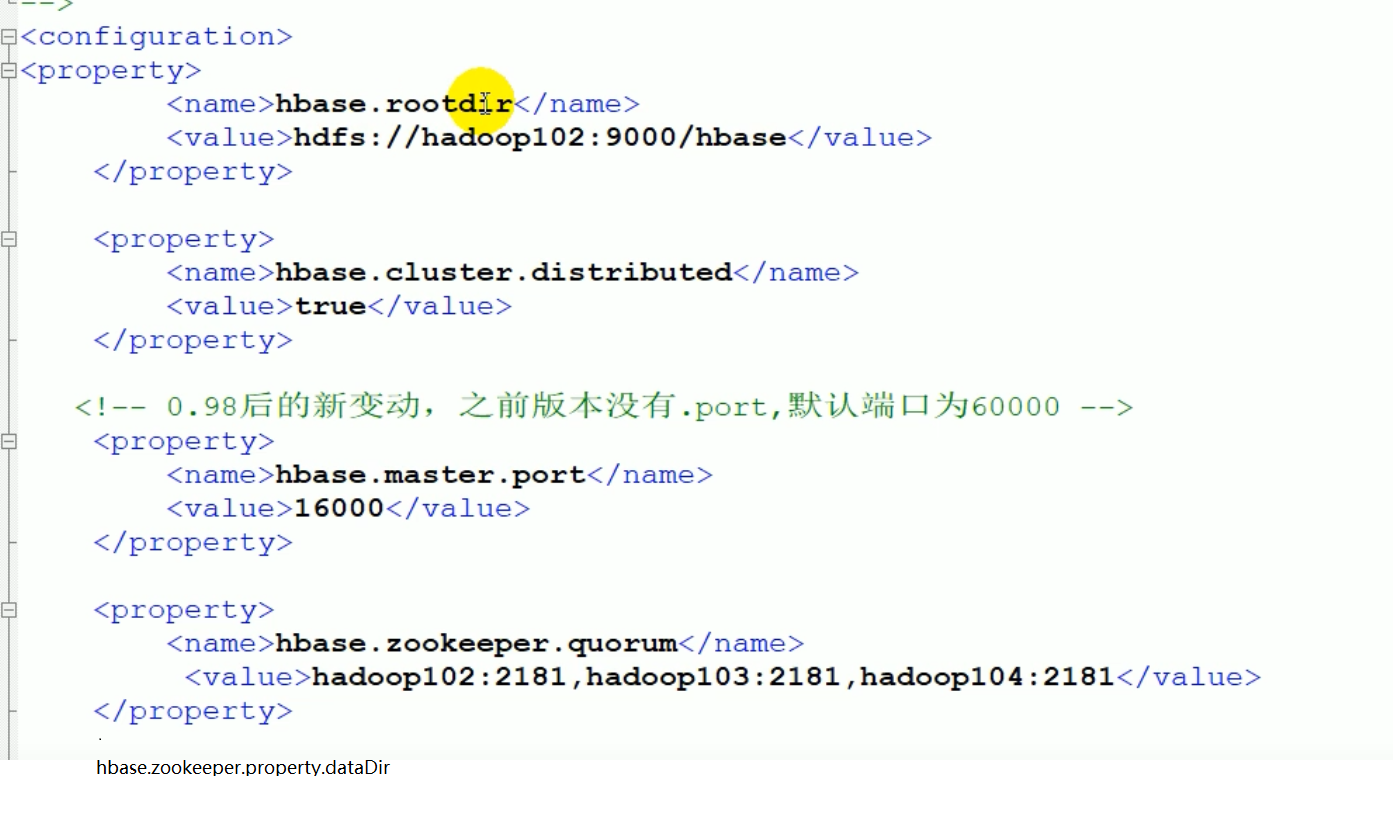 -->
<configuration>
<property>
<name>hbase.rootdir</name>
<value>hdfs://hadoop102:9000/hbase</value>
</property>
<property>
<name>hbase.cluster.distributed</name>
<value>true</value>
</property>
<!-- 0.98后的新变动，之前版本没有.port,默认端口为60000 -->
<property>
<name>hbase.master.port</name>
<value>16000</value>
</property>
<property>
<name>hbase.zookeeper.quorum</name>
<value>hadoop102:2181,hadoop103:2181,hadoop104:2181</value>
</property>
hbase.zookeeper.property.dataDir